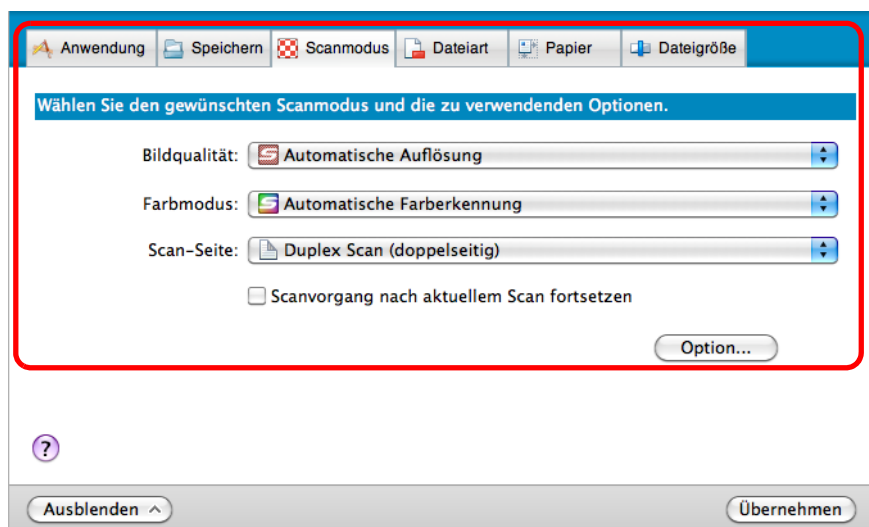 Anwendung Speichern Scanmodus Dateiart Papier Dateigröße
Wählen Sie den gewünschten Scanmodus und die zu verwendenden Optionen.
Bildqualität: Automatische Auflösung
Farbmodus: Automatische Farberkennung
Scan-Seite: Duplex Scan (doppelseitig)
Scanvorgang nach aktuellem Scan fortsetzen
Option...
?
Ausblenden Übernehmen